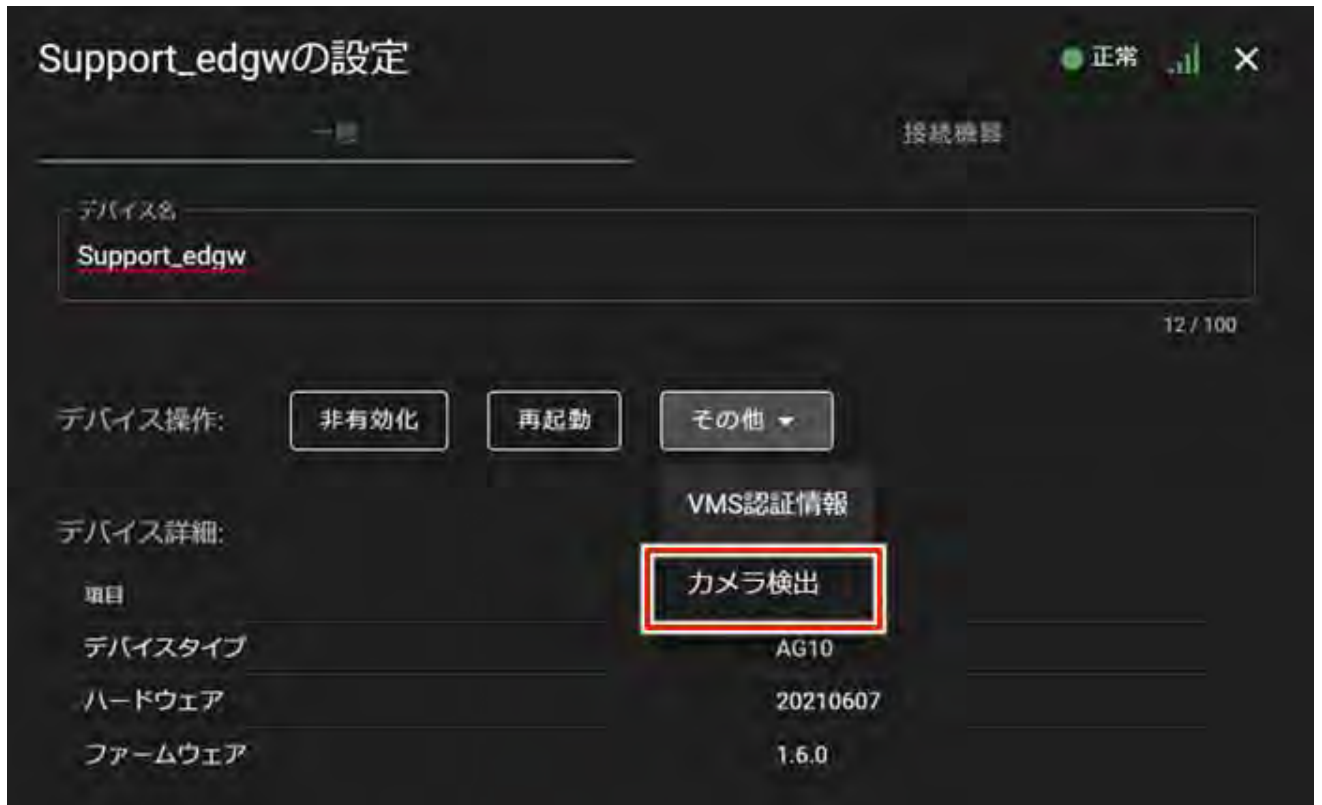 Support_edgwの設定
正常
一般
接続機器
デバイス名
Support_edgw
12 / 100
デバイス操作:
非有効化
再起動
その他
VMS認証情報
カメラ検出
デバイス詳細:
項目
デバイスタイプ
AG10
ハードウェア
20210607
ファームウェア
1.6.0